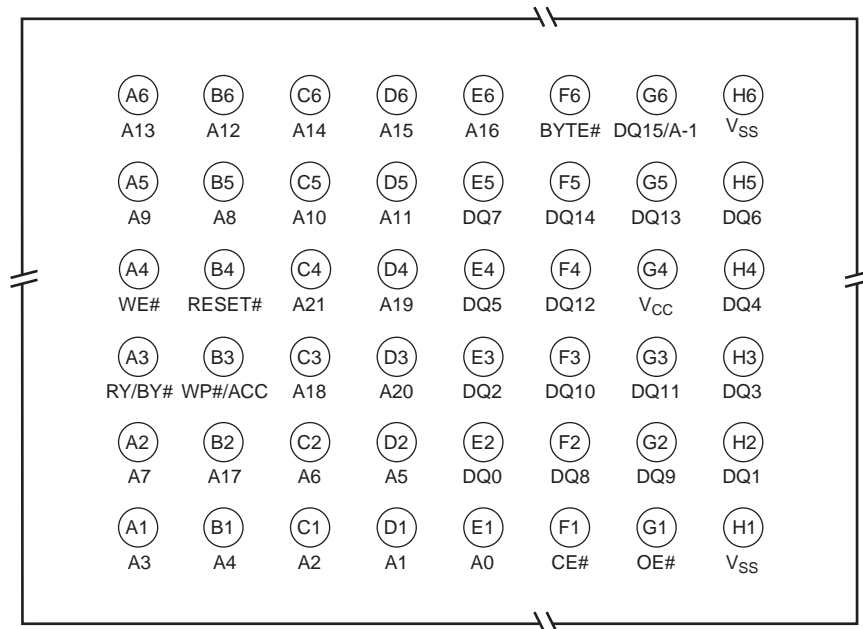 A6 B6 C6 D6 E6 F6 G6 H6
A13 A12 A14 A15 A16 BYTE# DQ15/A-1 VSS
A5 B5 C5 D5 E5 F5 G5 H5
A9 A8 A10 A11 DQ7 DQ14 DQ13 DQ6
A4 B4 C4 D4 E4 F4 G4 H4
WE# RESET# A21 A19 DQ5 DQ12 VCC DQ4
A3 B3 C3 D3 E3 F3 G3 H3
RY/BY# WP#/ACC A18 A20 DQ2 DQ10 DQ11 DQ3
A2 B2 C2 D2 E2 F2 G2 H2
A7 A17 A6 A5 DQ0 DQ8 DQ9 DQ1
A1 B1 C1 D1 E1 F1 G1 H1
A3 A4 A2 A1 A0 CE# OE# VSS